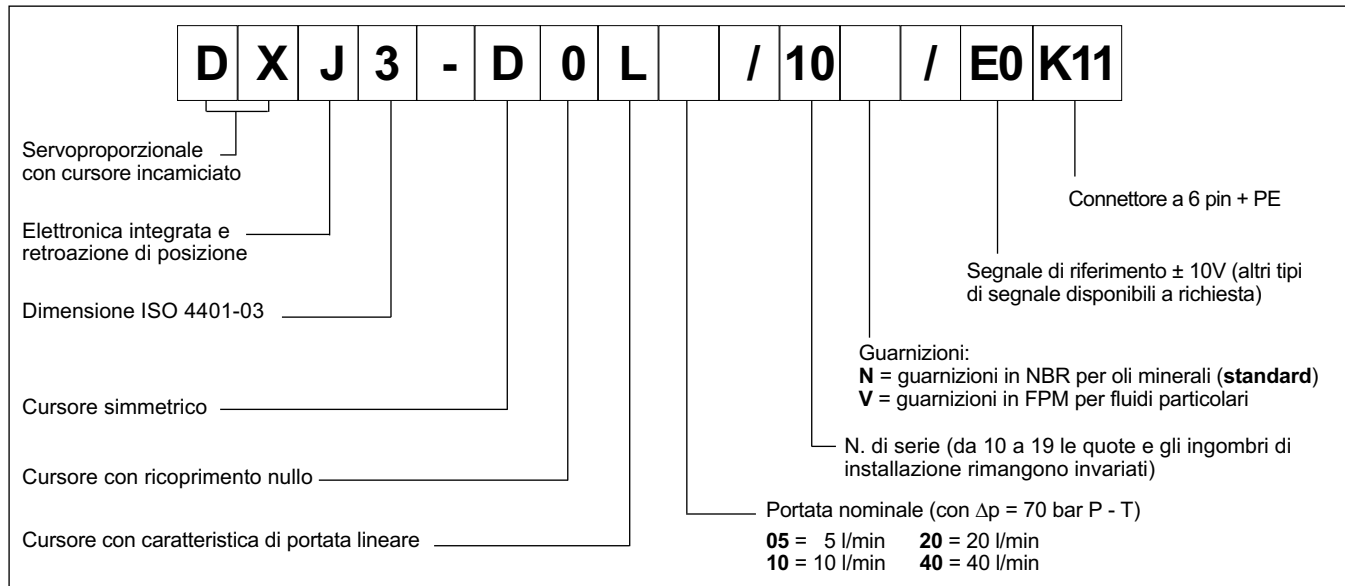 D X J 3 - D 0 L / 10 / E0 K11
Servoproporzionale
con cursore incamiciato
Elettronica integrata e
retroazione di posizione
Dimensione ISO 4401-03
Cursore simmetrico
Cursore con ricoprimento nullo
Cursore con caratteristica di portata lineare
Connettore a 6 pin + PE
Segnale di riferimento ± 10V (altri tipi
di segnale disponibili a richiesta)
Guarnizioni:
N = guarnizioni in NBR per oli minerali (standard)
V = guarnizioni in FPM per fluidi particolari
N. di serie (da 10 a 19 le quote e gli ingombri di
installazione rimangono invariati)
Portata nominale (con Δp = 70 bar P - T)
05 = 5 l/min 20 = 20 l/min
10 = 10 l/min 40 = 40 l/min